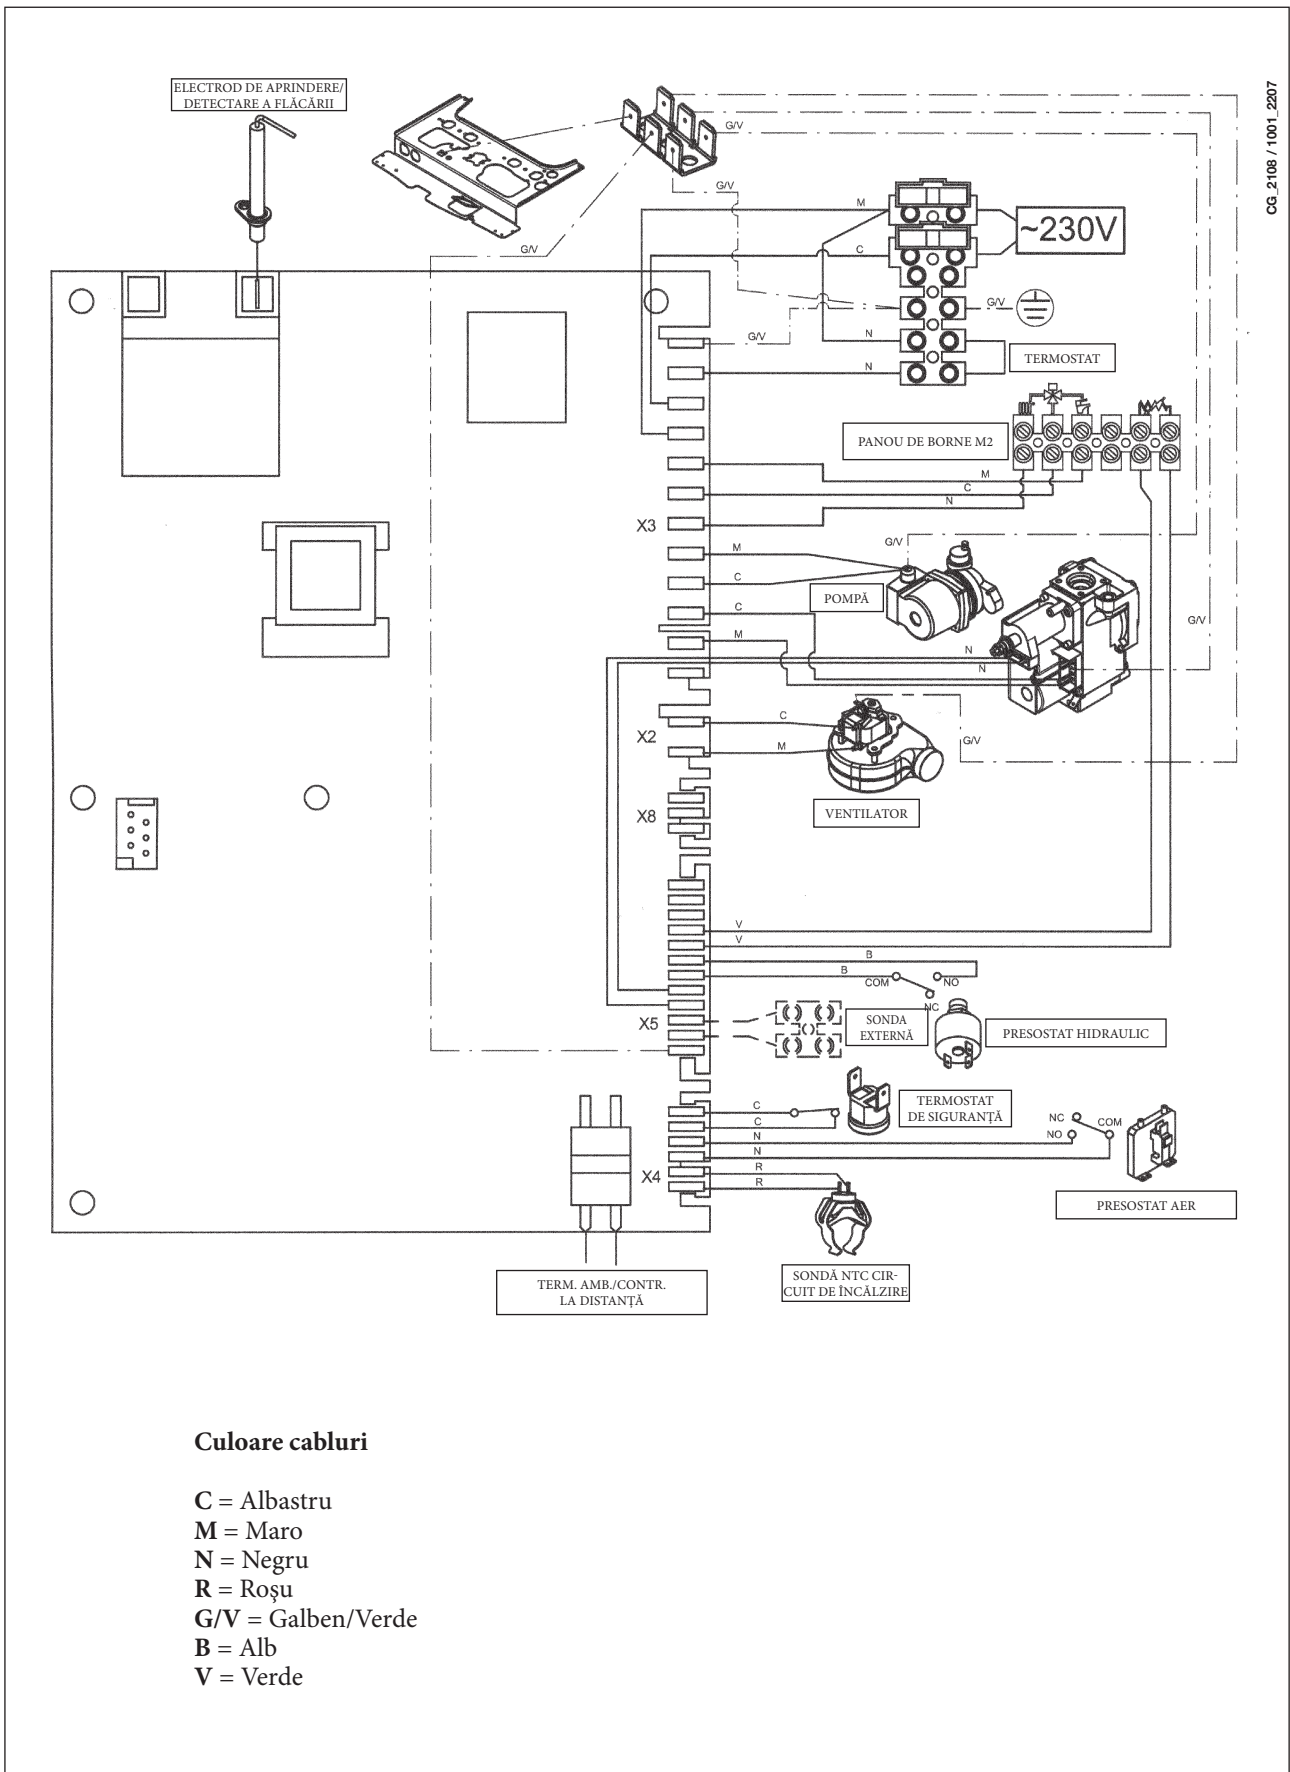 CG_2108 / 1001_2207
ELECTROD DE APRINDERE/
DETECTARE A FLĂCĂRII
G/V
G/V
G/V
M
~230V
C
G/V
G/V
N
TERMOSTAT
N
PANOU DE BORNE M2
M
C
N
X3
G/V
M
C
POMPĂ
C
G/V
M
N
N
C
X2
M
G/V
VENTILATOR
X8
V
V
B
B
COM
NO
NC
X5
SONDA
EXTERNĂ
PRESOSTAT HIDRAULIC
C
C
TERMOSTAT
DE SIGURANȚĂ
N
N
NC
NO
COM
X4
R
R
PRESOSTAT AER
TERM. AMB./CONTR.
LA DISTANȚĂ
SONDĂ NTC CIR-
CUIT DE ÎNCĂLZIRE
Culoare cabluri
C = Albastru
M = Maro
N = Negru
R = Roşu
G/V = Galben/Verde
B = Alb
V = Verde